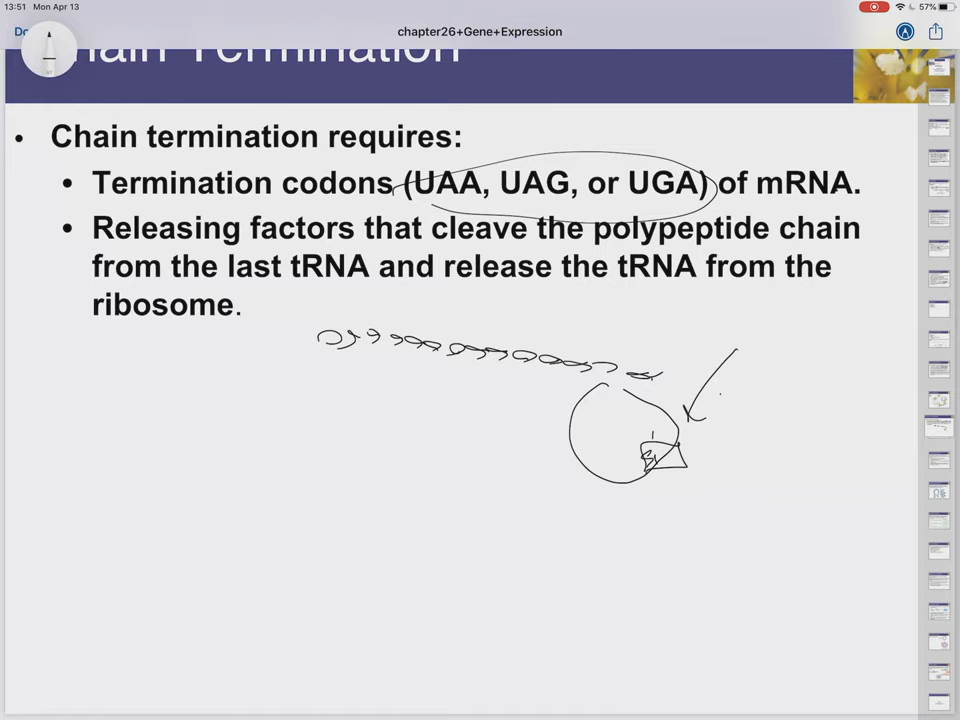 13:51 Mon Apr 13
57%
chapter26+Gene+Expression
Termination
• Chain termination requires:
• Termination codons (UAA, UAG, or UGA) of mRNA.
• Releasing factors that cleave the polypeptide chain
from the last tRNA and release the tRNA from the
ribosome.